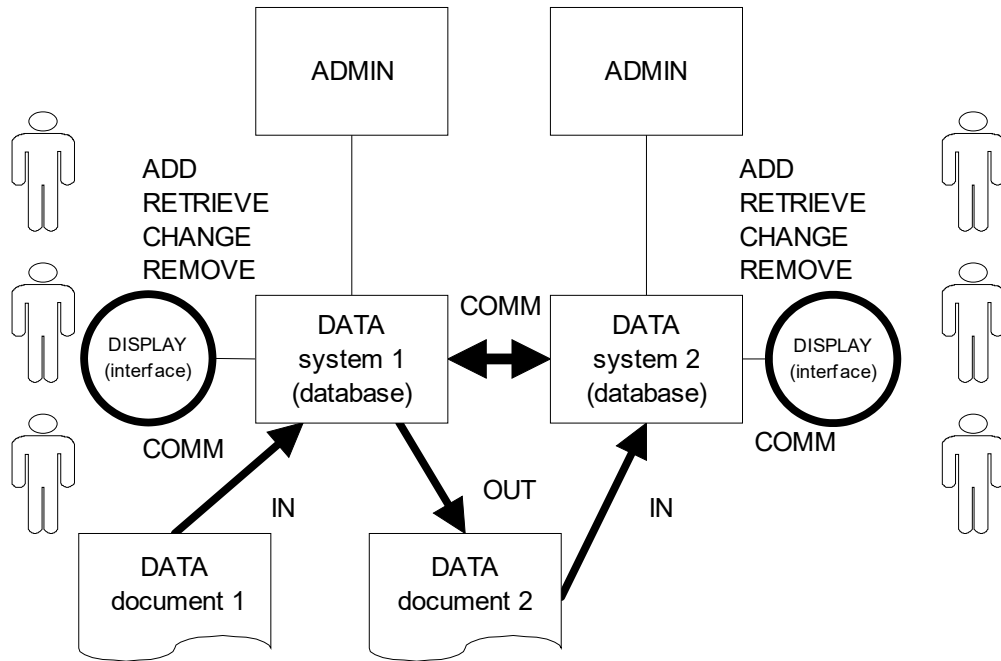 ADMIN
ADMIN
ADD
RETRIEVE
CHANGE
REMOVE
ADD
RETRIEVE
CHANGE
REMOVE
DISPLAY
(interface)
DATA
system 1
(database)
COMM
DATA
system 2
(database)
DISPLAY
(interface)
COMM
COMM
IN
OUT
IN
DATA
document 1
DATA
document 2